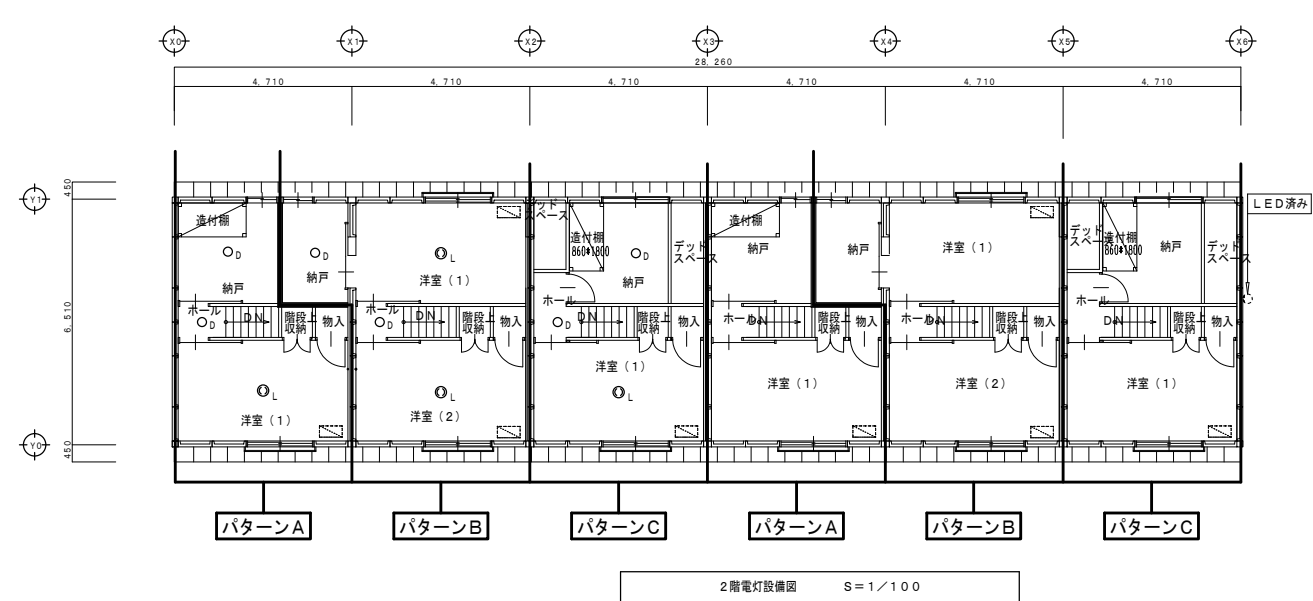 X0 X1 X2 X3 X4 X5 X6
28,260
4,710 4,710 4,710 4,710 4,710 4,710
Y1
450
6,510
Y0
450
LED済み
造付棚
D
納戸
ホール
D
DN
階段上
収納
物入
L
洋室(1)
D
納戸
L
洋室(1)
ホール
D
DN
階段上
収納
物入
L
洋室(2)
デッド
スペース
造付棚
860*1800
D
納戸
デッド
スペース
ホール
D
DN
階段上
収納
物入
洋室(1)
L
造付棚
納戸
納戸
ホール
DN
階段上
収納
物入
洋室(1)
洋室(1)
ホール
DN
階段上
収納
物入
洋室(2)
デッド
スペース
造付棚
860*1800
納戸
デッド
スペース
ホール
DN
階段上
収納
物入
洋室(1)
パターンA パターンB パターンC パターンA パターンB パターンC
2階電灯設備図 S=1/100